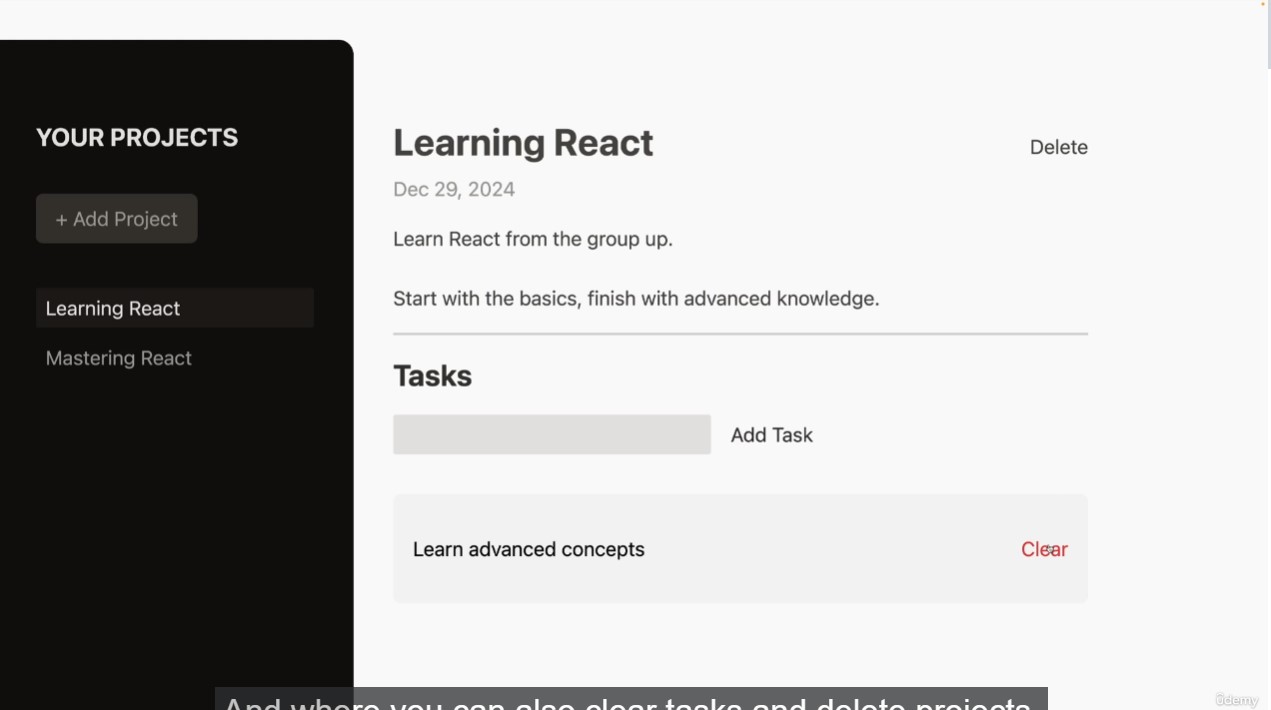 YOUR PROJECTS
+ Add Project
Learning React
Mastering React
Learning React
Delete
Dec 29, 2024
Learn React from the group up.
Start with the basics, finish with advanced knowledge.
Tasks
Add Task
Learn advanced concepts
Clear
And where you can also clear tasks and delete projects
ûdemy